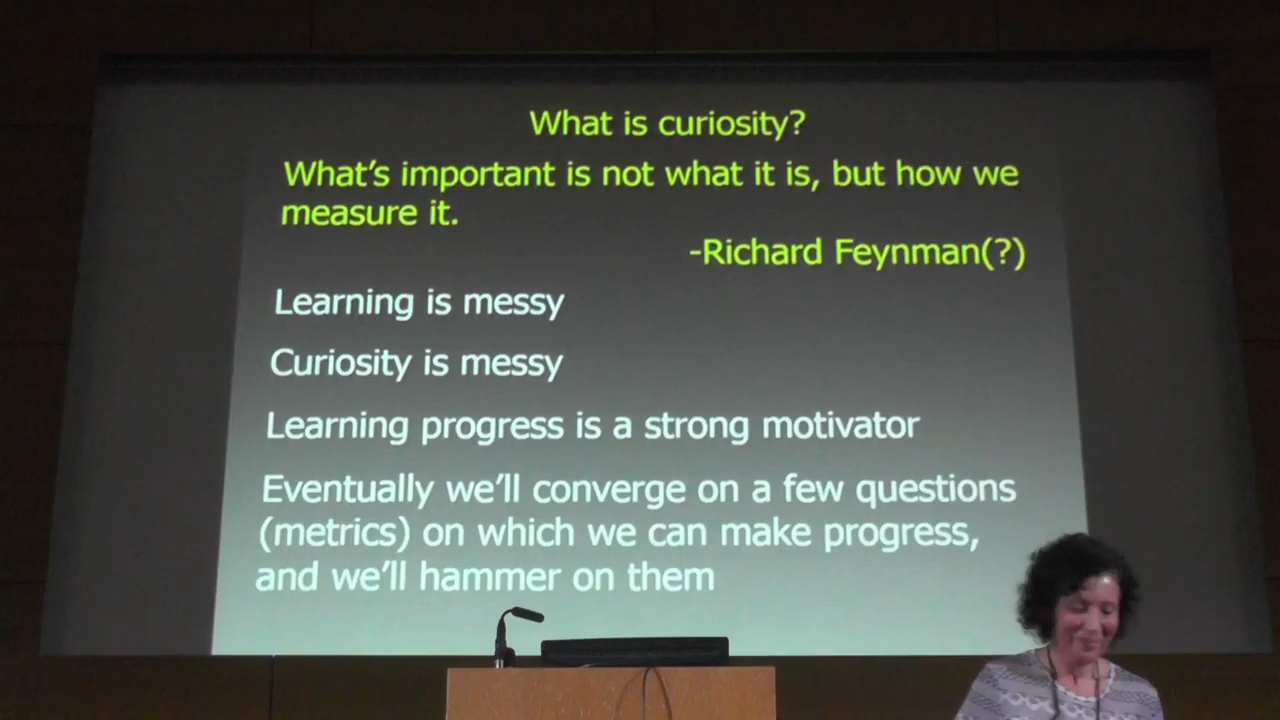 What is curiosity?
What's important is not what it is, but how we
measure it.
-Richard Feynman(?)
Learning is messy
Curiosity is messy
Learning progress is a strong motivator
Eventually we'll converge on a few questions
(metrics) on which we can make progress,
and we'll hammer on them